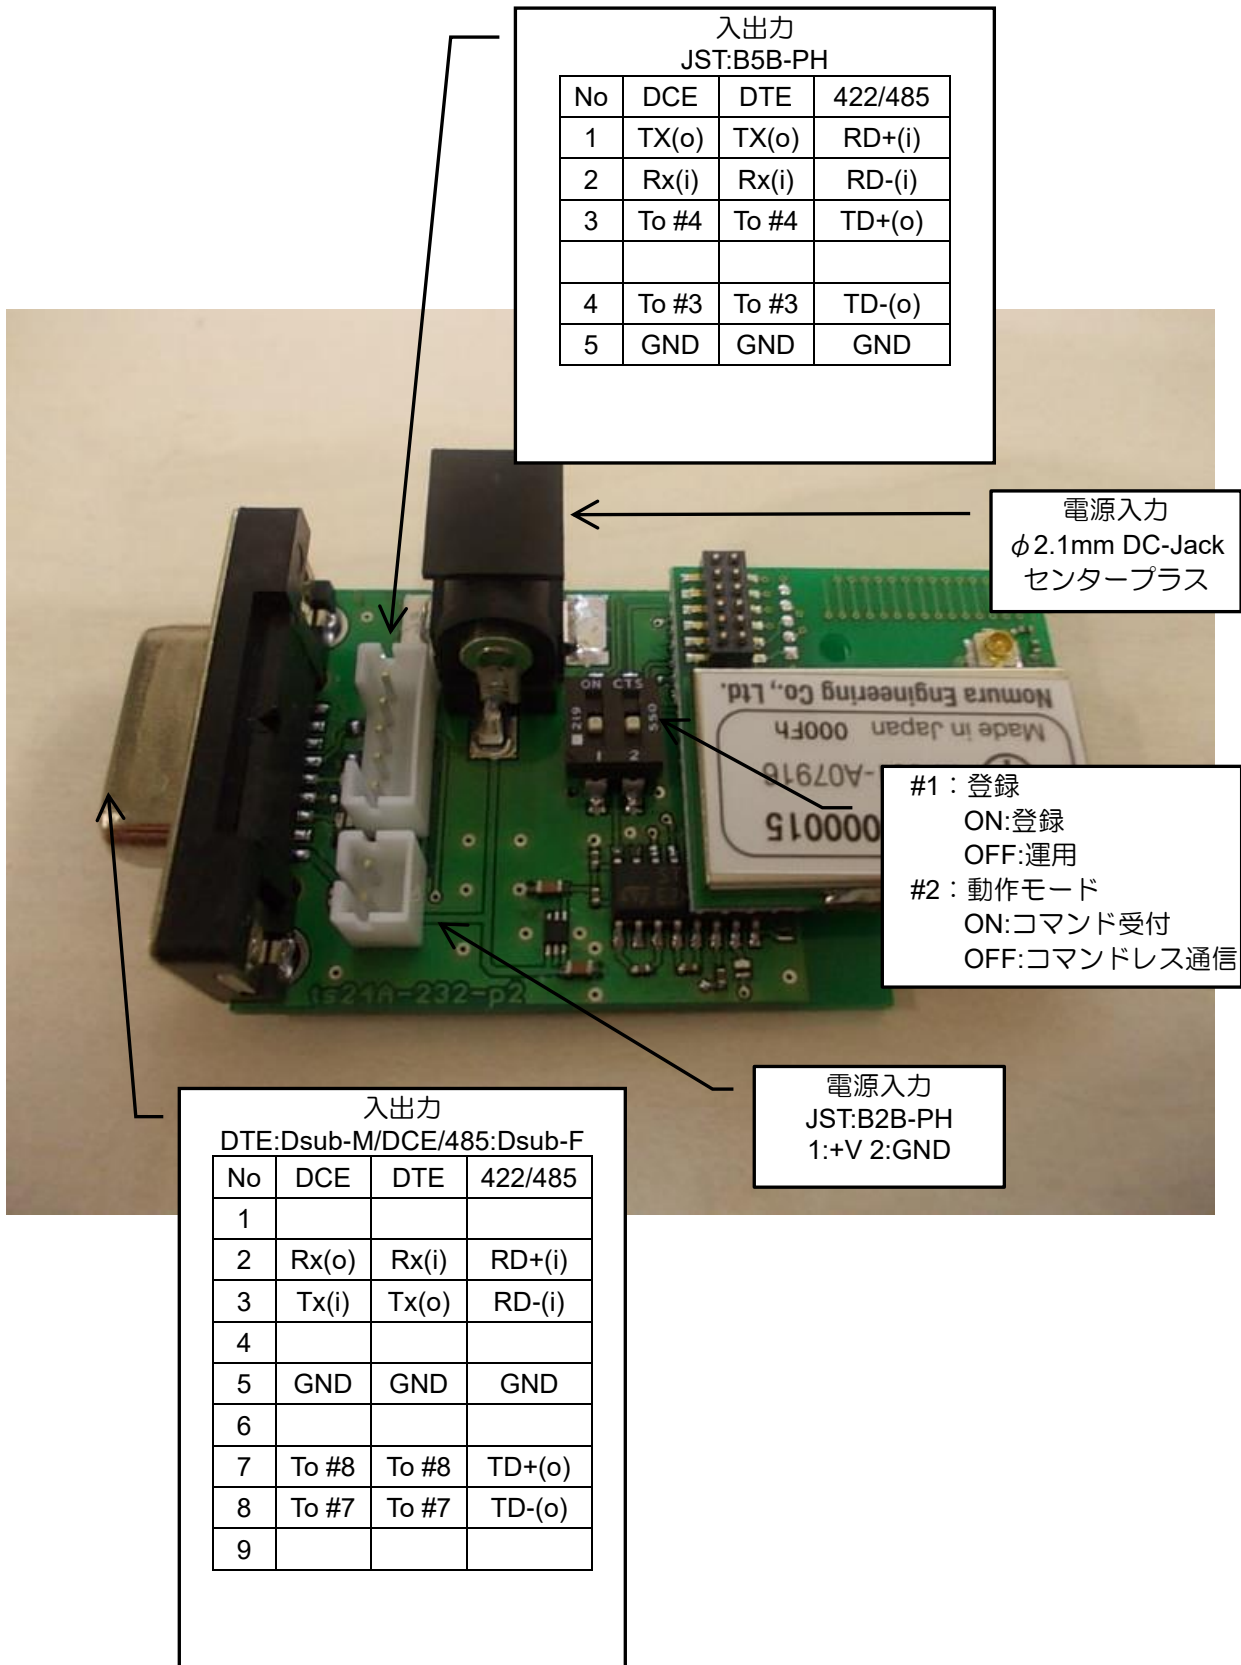 入出力
JST:B5B-PH
No DCE DTE 422/485
1 TX(o) TX(o) RD+(i)
2 Rx(i) Rx(i) RD-(i)
3 To #4 To #4 TD+(o)
4 To #3 To #3 TD-(o)
5 GND GND GND
電源入力
φ2.1mm DC-Jack
センタープラス
ON CTS
219
550
1 2
Nomura Engineering Co., Ltd.
Made in Japan 000Fh
-A07916
000015
#1：登録
ON:登録
OFF:運用
#2：動作モード
ON:コマンド受付
OFF:コマンドレス通信
ts24A-232-p2
電源入力
JST:B2B-PH
1:+V 2:GND
入出力
DTE:Dsub-M/DCE/485:Dsub-F
No DCE DTE 422/485
1
2 Rx(o) Rx(i) RD+(i)
3 Tx(i) Tx(o) RD-(i)
4
5 GND GND GND
6
7 To #8 To #8 TD+(o)
8 To #7 To #7 TD-(o)
9